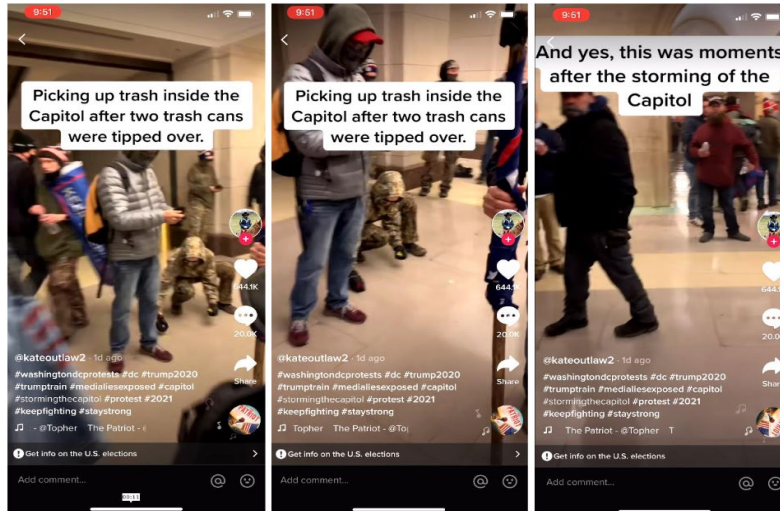 9:51
Picking up trash inside the
Capitol after two trash cans
were tipped over.
644.1K
20.0K
Share
@kateoutlaw2 · 1d ago
#washingtondcprotests #dc #trump2020
#trumptrain #medialiesexposed #capitol
#stormingthecapitol #protest #2021
#keepfighting #staystrong
- @Topher The Patriot -
Get info on the U.S. elections
Add comment...
9:51
Picking up trash inside the
Capitol after two trash cans
were tipped over.
644.1K
20.0K
Share
@kateoutlaw2 · 1d ago
#washingtondcprotests #dc #trump2020
#trumptrain #medialiesexposed #capitol
#stormingthecapitol #protest #2021
#keepfighting #staystrong
Topher The Patriot - @To
Get info on the U.S. elections
Add comment...
9:51
And yes, this was moments
after the storming of the
Capitol
644.1
20.0
Shar
@kateoutlaw2 · 1d ago
#washingtondcprotests #dc #trump2020
#trumptrain #medialiesexposed #capitol
#stormingthecapitol #protest #2021
#keepfighting #staystrong
The Patriot - @Topher T
Get info on the U.S. elections
Add comment...